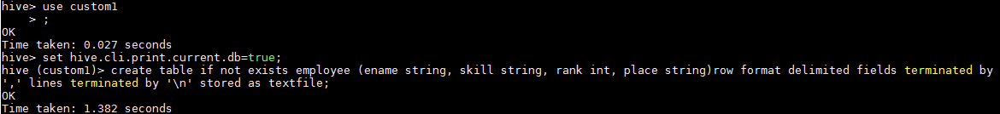 hive> use custom1
    > ;
OK
Time taken: 0.027 seconds
hive> set hive.cli.print.current.db=true;
hive (custom1)> create table if not exists employee (ename string, skill string, rank int, place string)row format delimited fields terminated by
',' lines terminated by '\n' stored as textfile;
OK
Time taken: 1.382 seconds